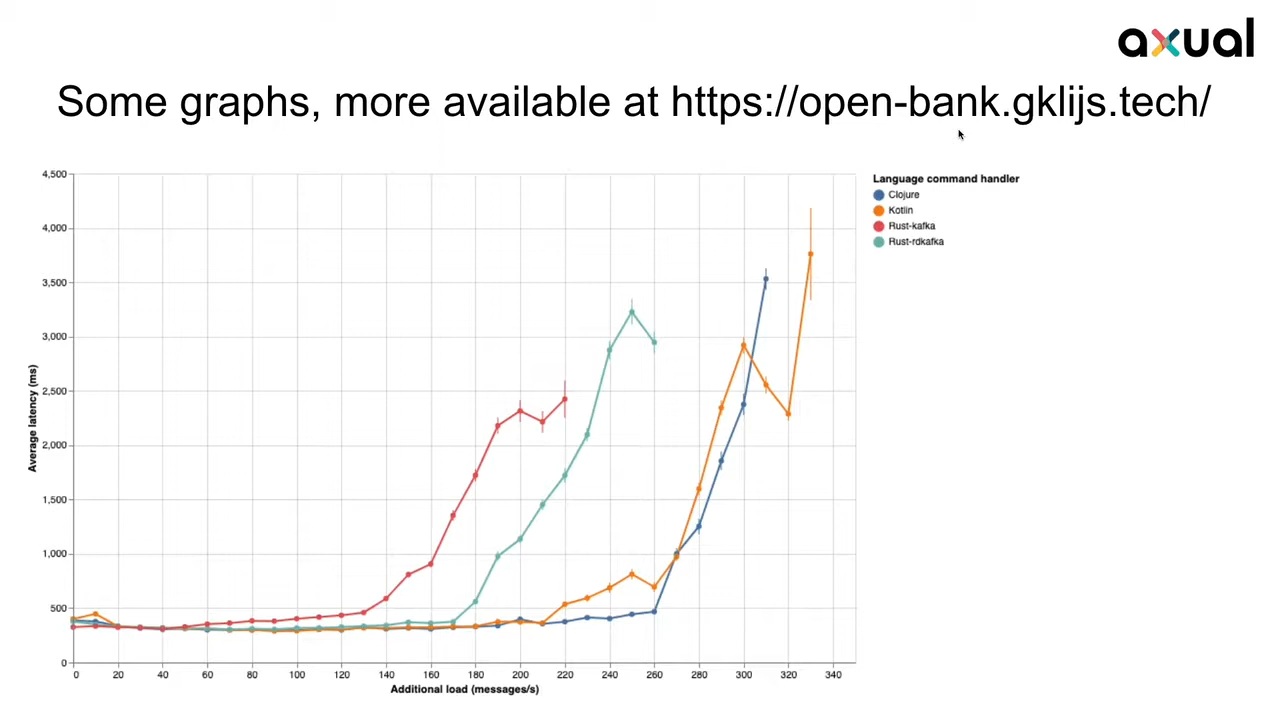 axual
Some graphs, more available at https://open-bank.gklijs.tech/
Language command handler
Clojure
Kotlin
Rust-kafka
Rust-rdkafka
Average latency (ms)
4,500
4,000
3,500
3,000
2,500
2,000
1,500
1,000
500
0
0 20 40 60 80 100 120 140 160 180 200 220 240 260 280 300 320 340
Additional load (messages/s)